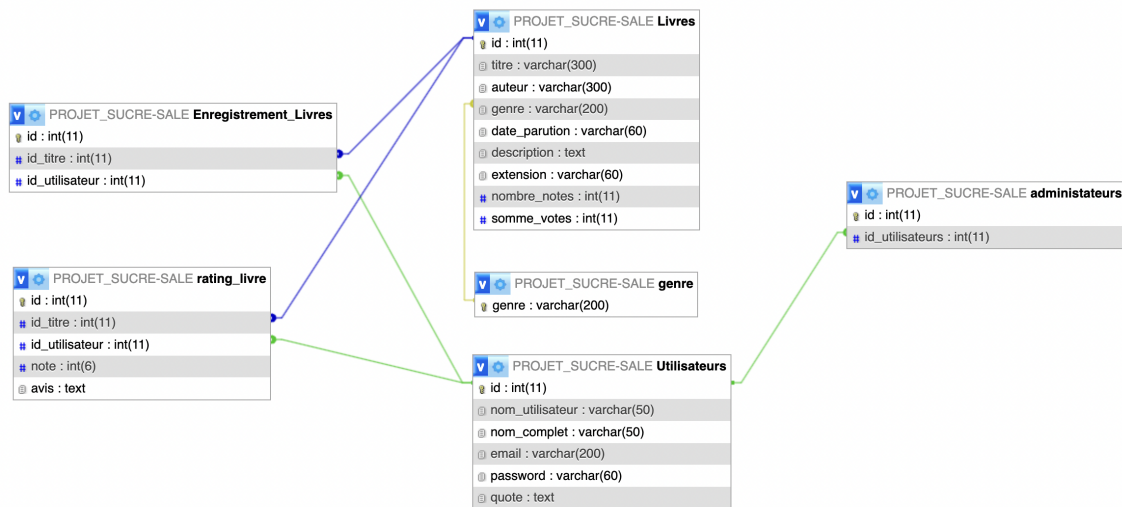 PROJET_SUCRE-SALE Livres
id : int(11)
titre : varchar(300)
auteur : varchar(300)
genre : varchar(200)
date_parution : varchar(60)
description : text
extension : varchar(60)
nombre_notes : int(11)
somme_votes : int(11)
PROJET_SUCRE-SALE Enregistrement_Livres
id : int(11)
id_titre : int(11)
id_utilisateur : int(11)
PROJET_SUCRE-SALE administateurs
id : int(11)
id_utilisateurs : int(11)
PROJET_SUCRE-SALE rating_livre
id : int(11)
id_titre : int(11)
id_utilisateur : int(11)
note : int(6)
avis : text
PROJET_SUCRE-SALE genre
genre : varchar(200)
PROJET_SUCRE-SALE Utilisateurs
id : int(11)
nom_utilisateur : varchar(50)
nom_complet : varchar(50)
email : varchar(200)
password : varchar(60)
quote : text